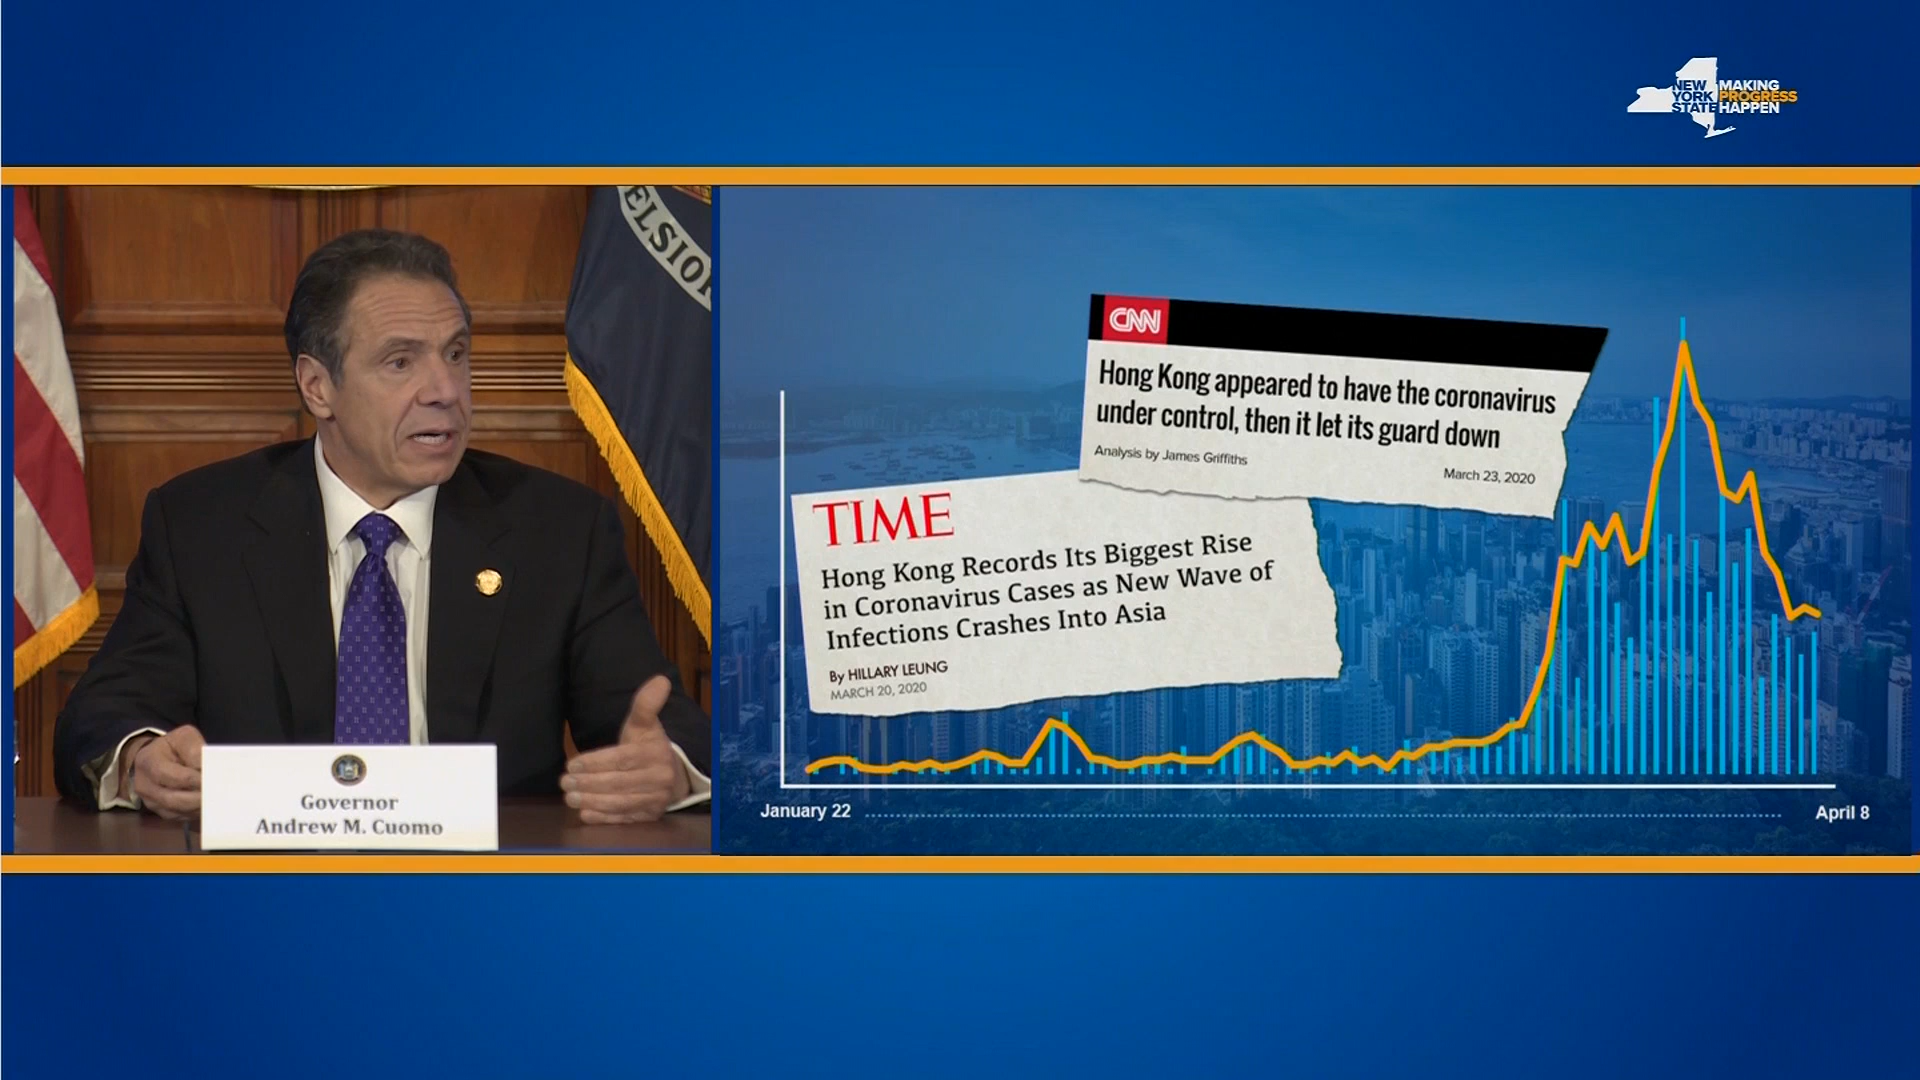 NEW
YORK
STATE
MAKING
PROGRESS
HAPPEN
ELSIO
Governor
Andrew M. Cuomo
CNN
Hong Kong appeared to have the coronavirus
under control, then it let its guard down
Analysis by James Griffiths
March 23, 2020
TIME
Hong Kong Records Its Biggest Rise
in Coronavirus Cases as New Wave of
Infections Crashes Into Asia
By HILLARY LEUNG
MARCH 20, 2020
January 22
April 8